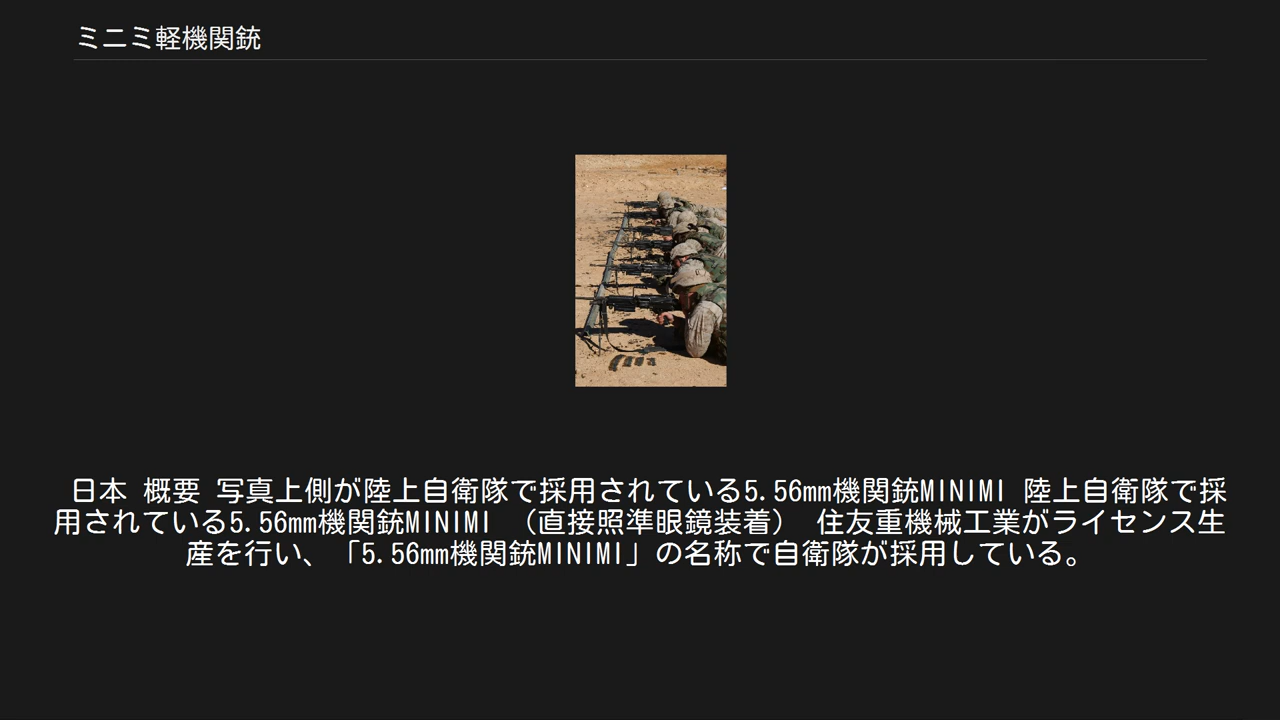 ミニミ軽機関銃
日本 概要 写真上側が陸上自衛隊で採用されている5.56mm機関銃MINIMI 陸上自衛隊で採
用されている5.56mm機関銃MINIMI （直接照準眼鏡装着） 住友重機械工業がライセンス生
産を行い、「5.56mm機関銃MINIMI」の名称で自衛隊が採用している。